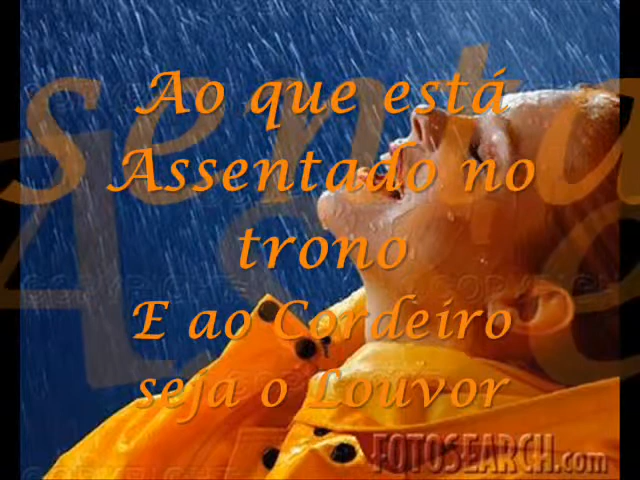 Ao que está
Assentado no
trono
E ao Cordeiro
seja o Louvor
FOTOSEARCH.com